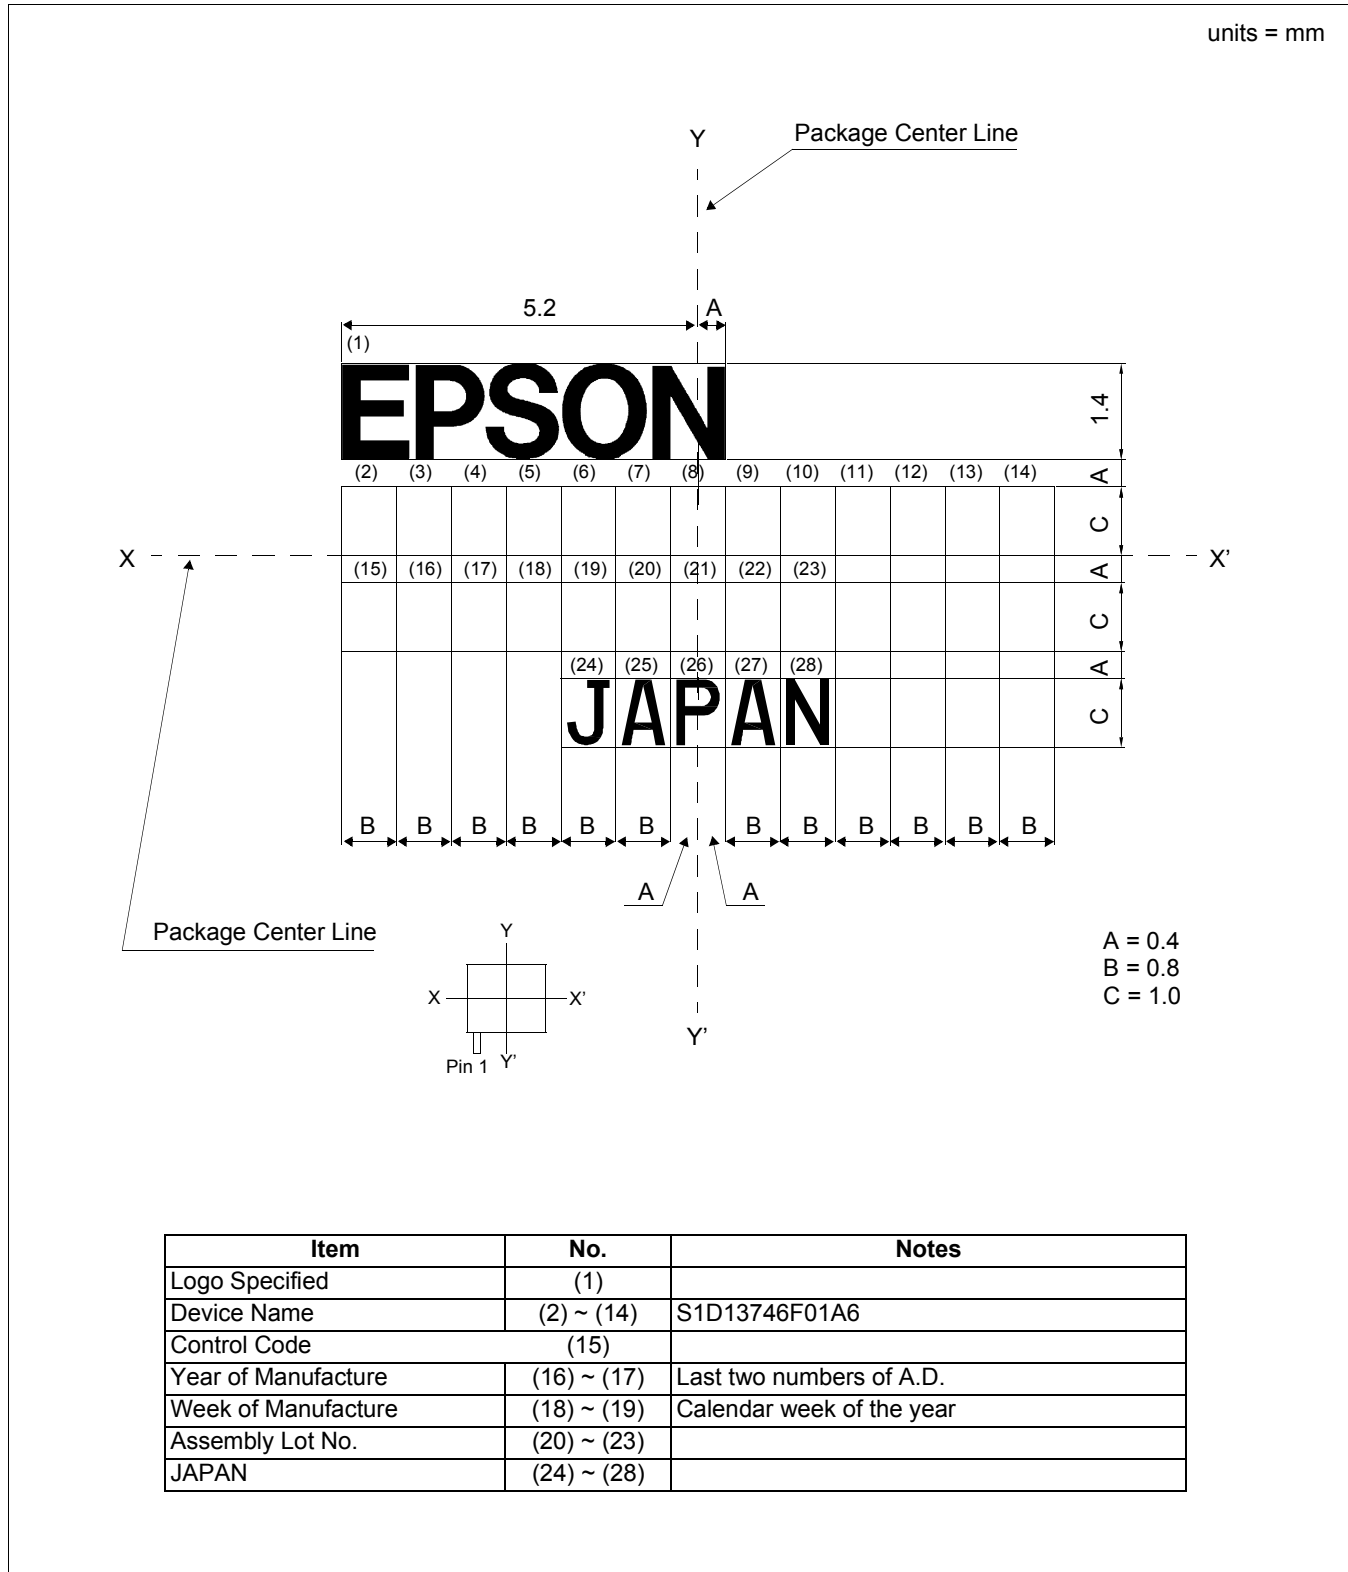 units = mm
Y
Package Center Line
5.2 A
(1)
EPSON
1.4
(2) (3) (4) (5) (6) (7) (8) (9) (10) (11) (12) (13) (14) A
C
X X'
(15) (16) (17) (18) (19) (20) (21) (22) (23) A
C
(24) (25) (26) (27) (28) A
JAPAN C
B B B B B B B B B B B B
A A
Package Center Line
Y
X X'
Pin 1 Y'
Y'
A = 0.4
B = 0.8
C = 1.0
Item No. Notes
Logo Specified (1)
Device Name (2) ~ (14) S1D13746F01A6
Control Code (15)
Year of Manufacture (16) ~ (17) Last two numbers of A.D.
Week of Manufacture (18) ~ (19) Calendar week of the year
Assembly Lot No. (20) ~ (23)
JAPAN (24) ~ (28)